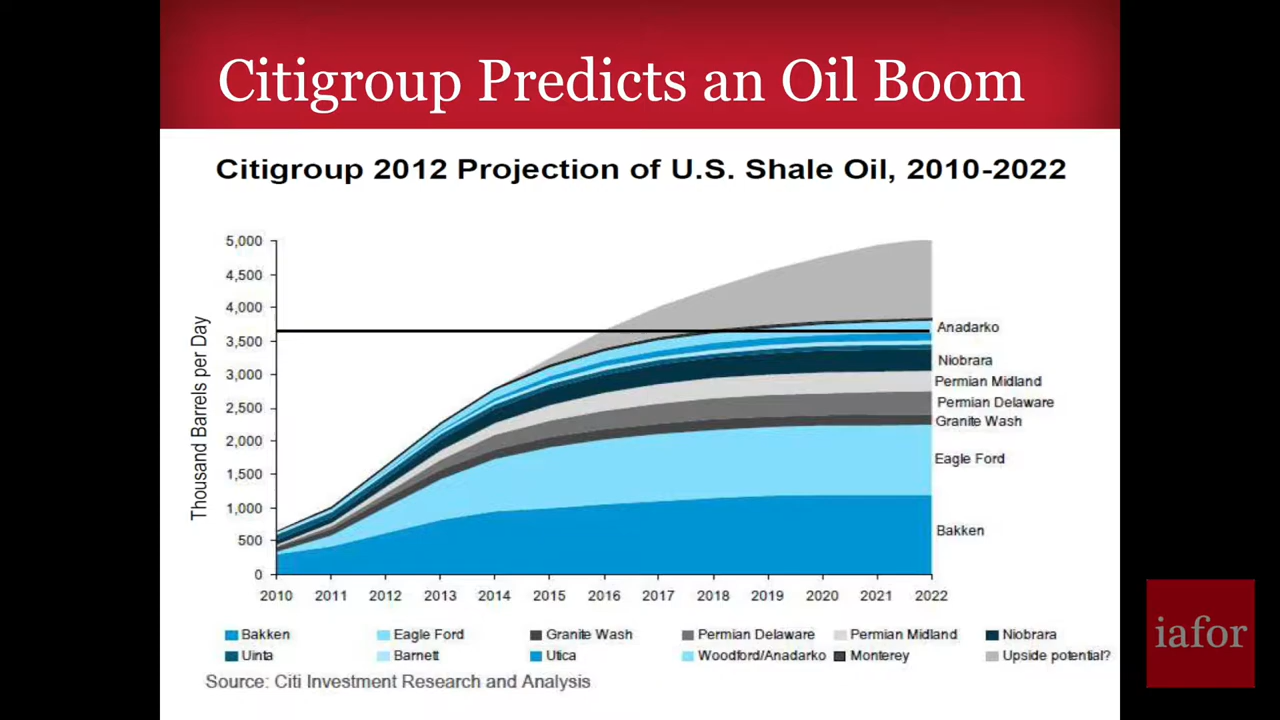 Citigroup Predicts an Oil Boom
Citigroup 2012 Projection of U.S. Shale Oil, 2010-2022
Thousand Barrels per Day
5,000
4,500
4,000
3,500
3,000
2,500
2,000
1,500
1,000
500
0
Anadarko
Niobrara
Permian Midland
Permian Delaware
Granite Wash
Eagle Ford
Bakken
2010 2011 2012 2013 2014 2015 2016 2017 2018 2019 2020 2021 2022
Bakken Eagle Ford Granite Wash Permian Delaware Permian Midland Niobrara
Uinta Barnett Utica Woodford/Anadarko Monterey Upside potential?
Source: Citi Investment Research and Analysis
iafor